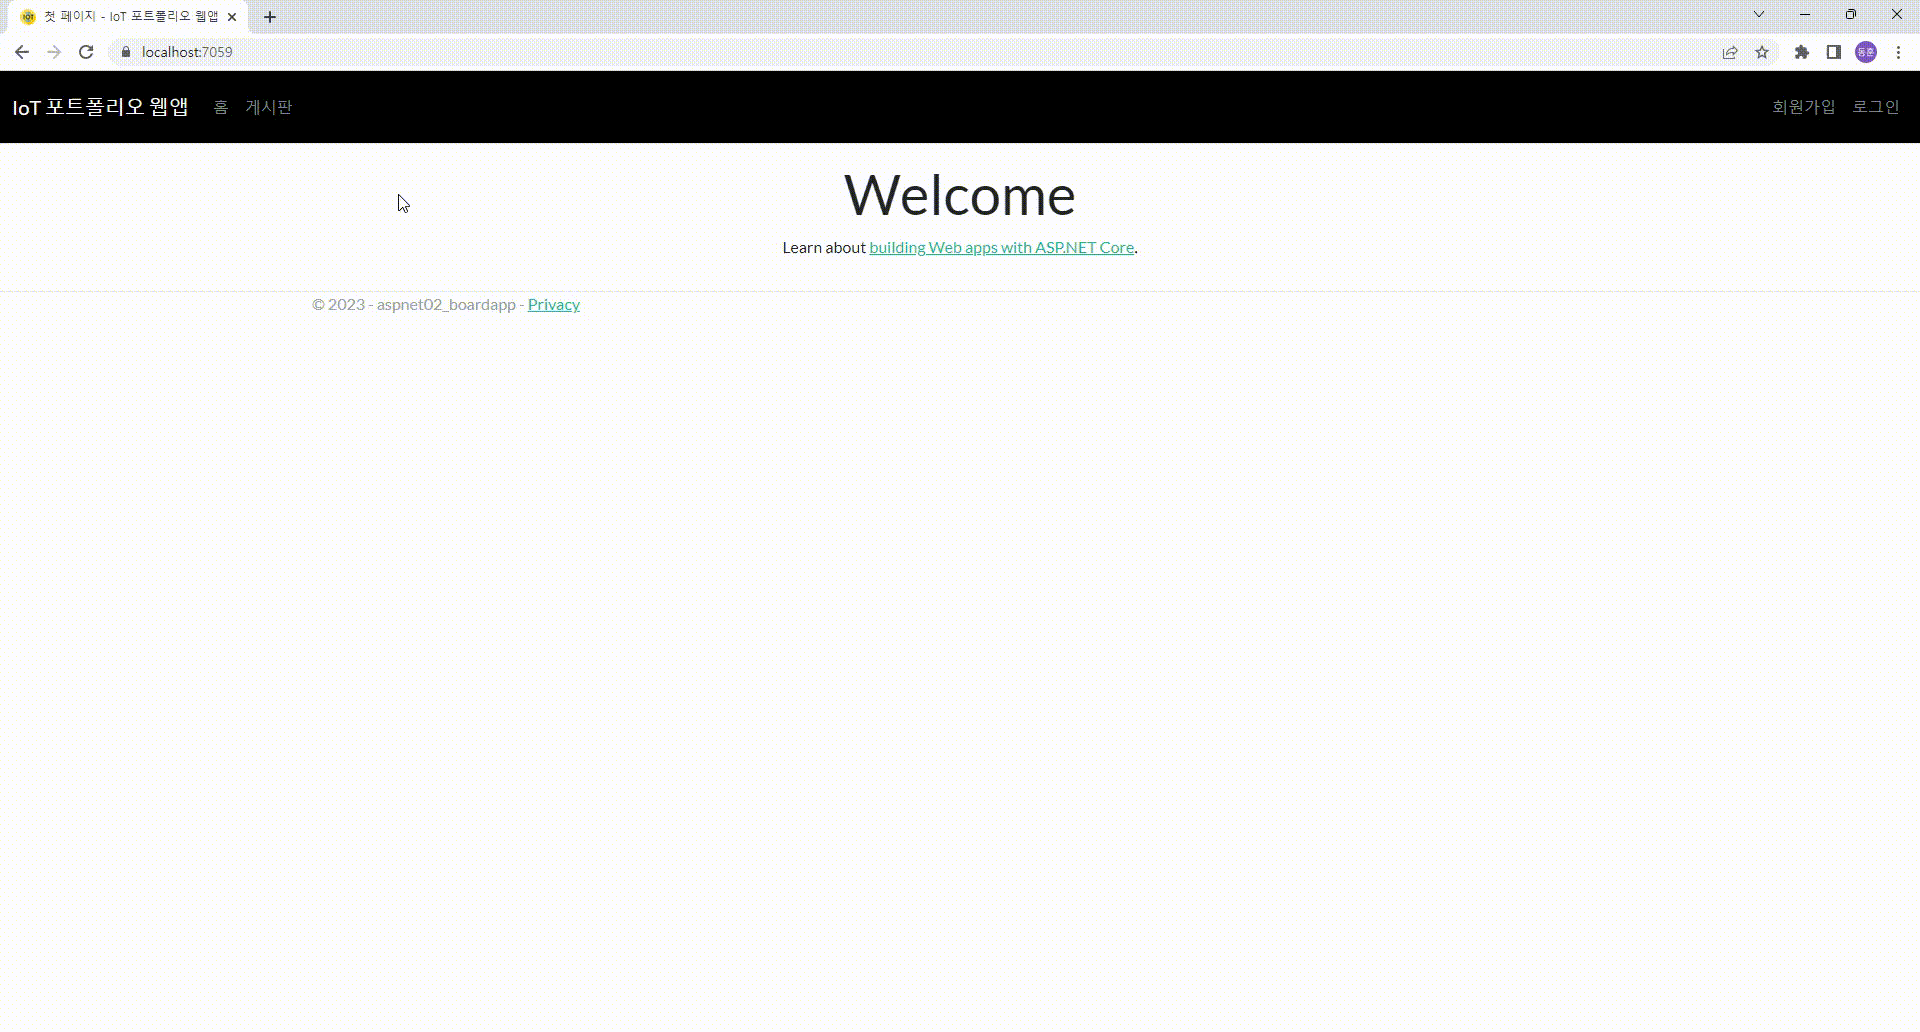 첫 페이지 - IoT 포트폴리오 웹앱
localhost:7059
동훈
IoT 포트폴리오 웹앱 홈 게시판 회원가입 로그인
Welcome
Learn about building Web apps with ASP.NET Core.
© 2023 - aspnet02_boardapp - Privacy